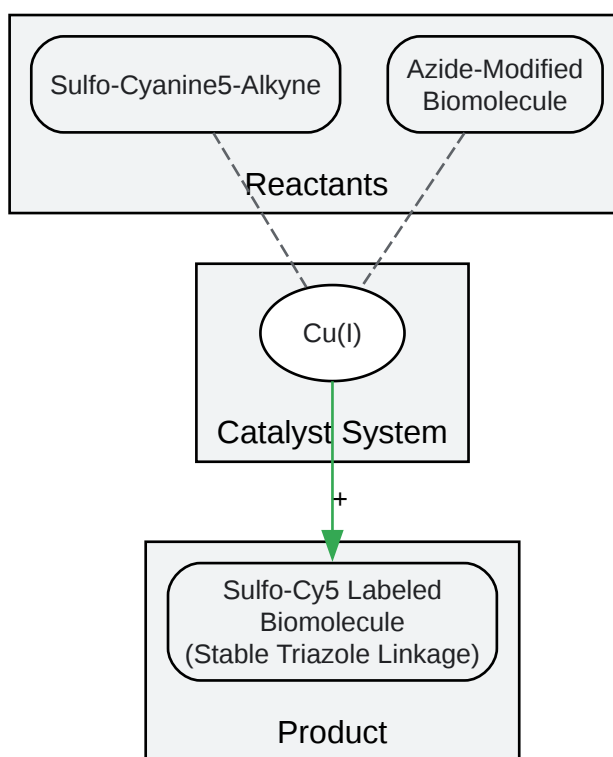 Sulfo-Cyanine5-Alkyne
Azide-Modified
Biomolecule
Reactants
Cu(I)
Catalyst System
+
Sulfo-Cy5 Labeled
Biomolecule
(Stable Triazole Linkage)
Product